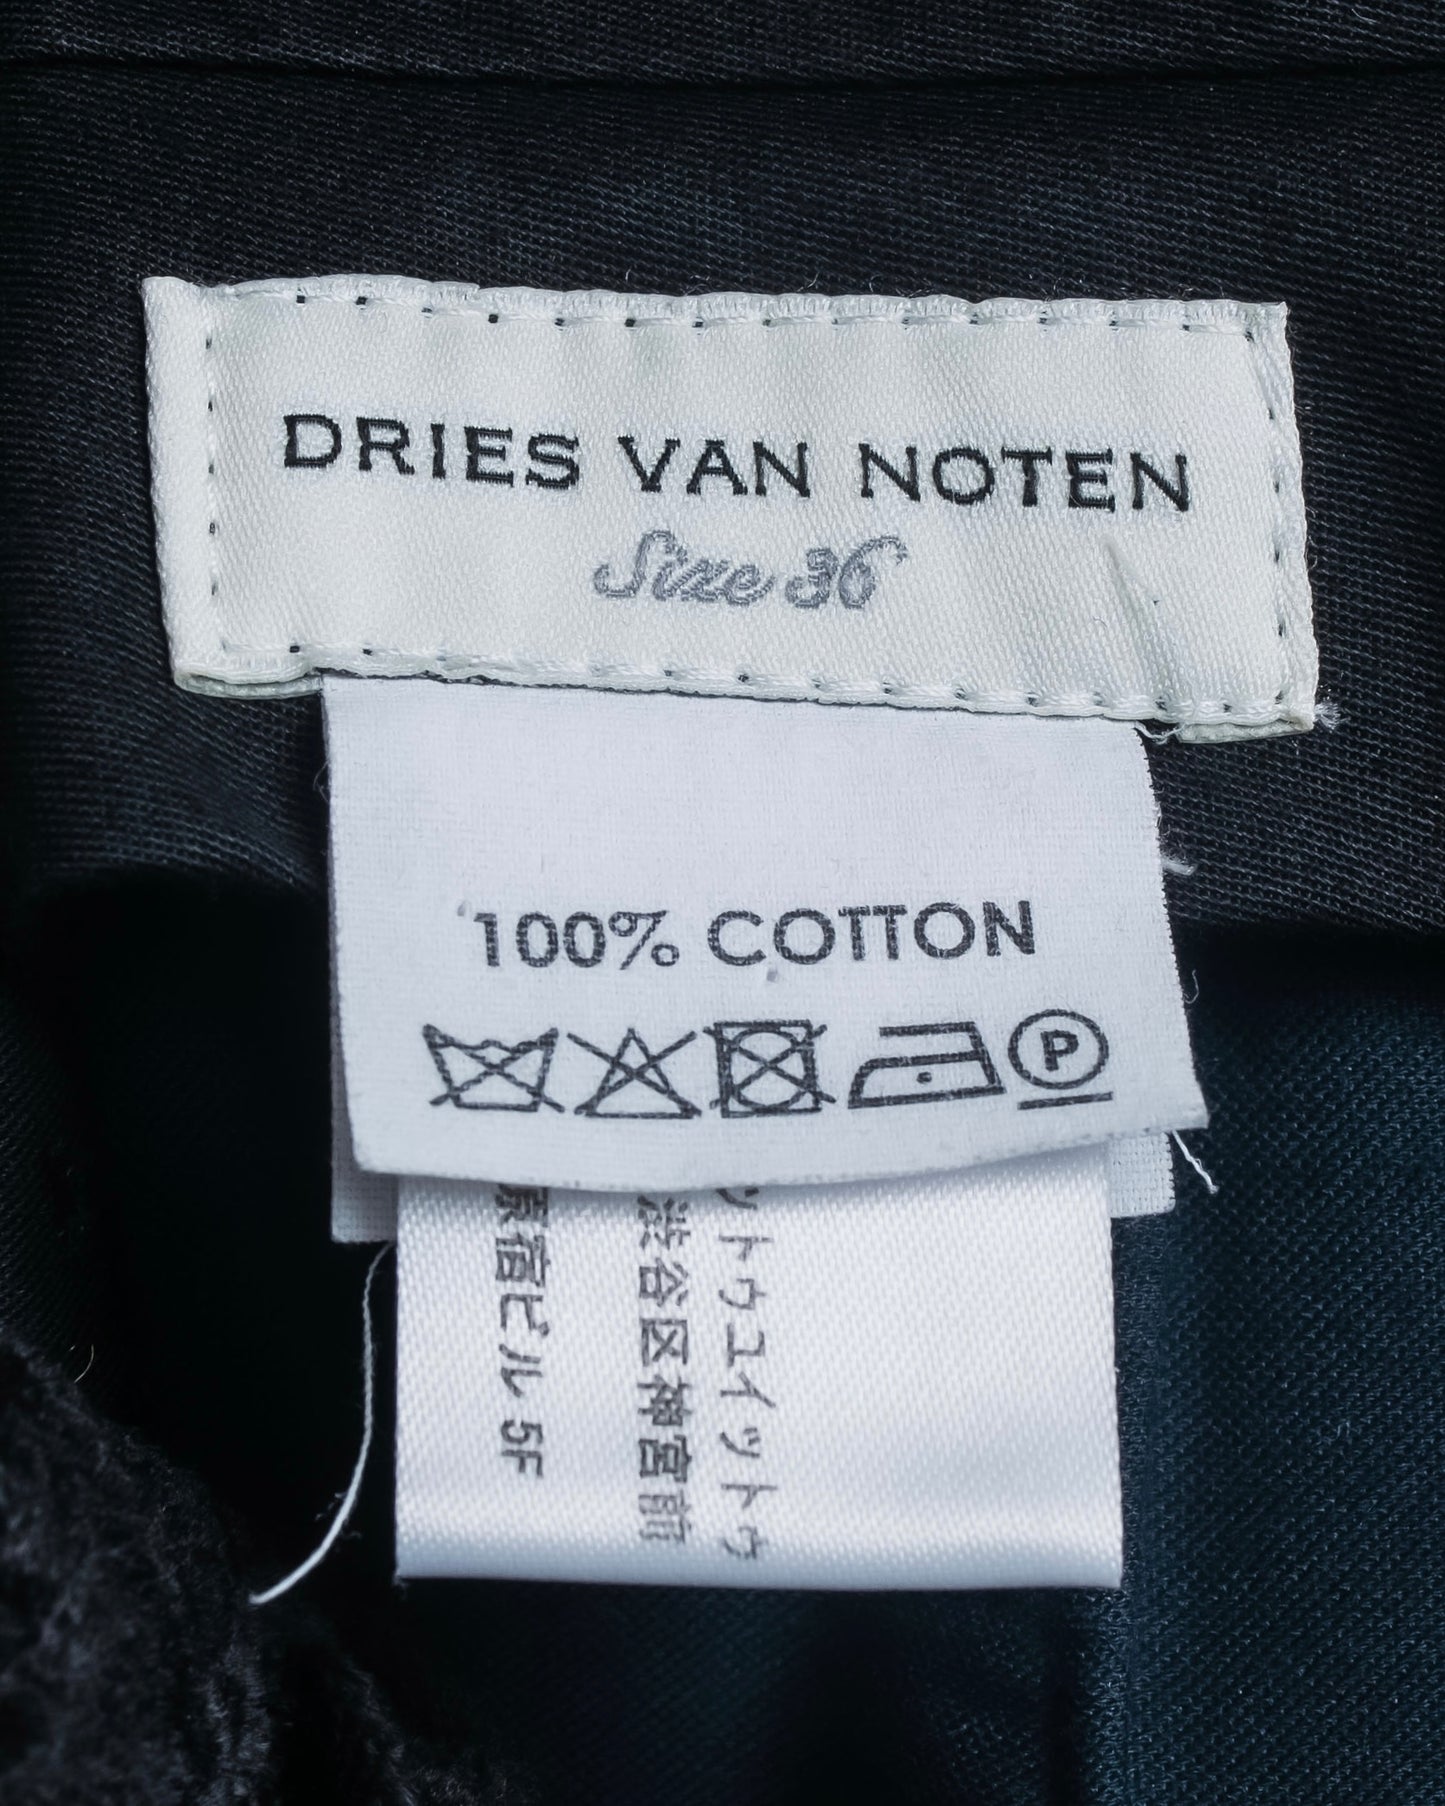 DRIES VAN NOTEN
Size 36
100% COTTON
P
ットウユイットウ
渋谷区神宮前
原宿ビル 5F